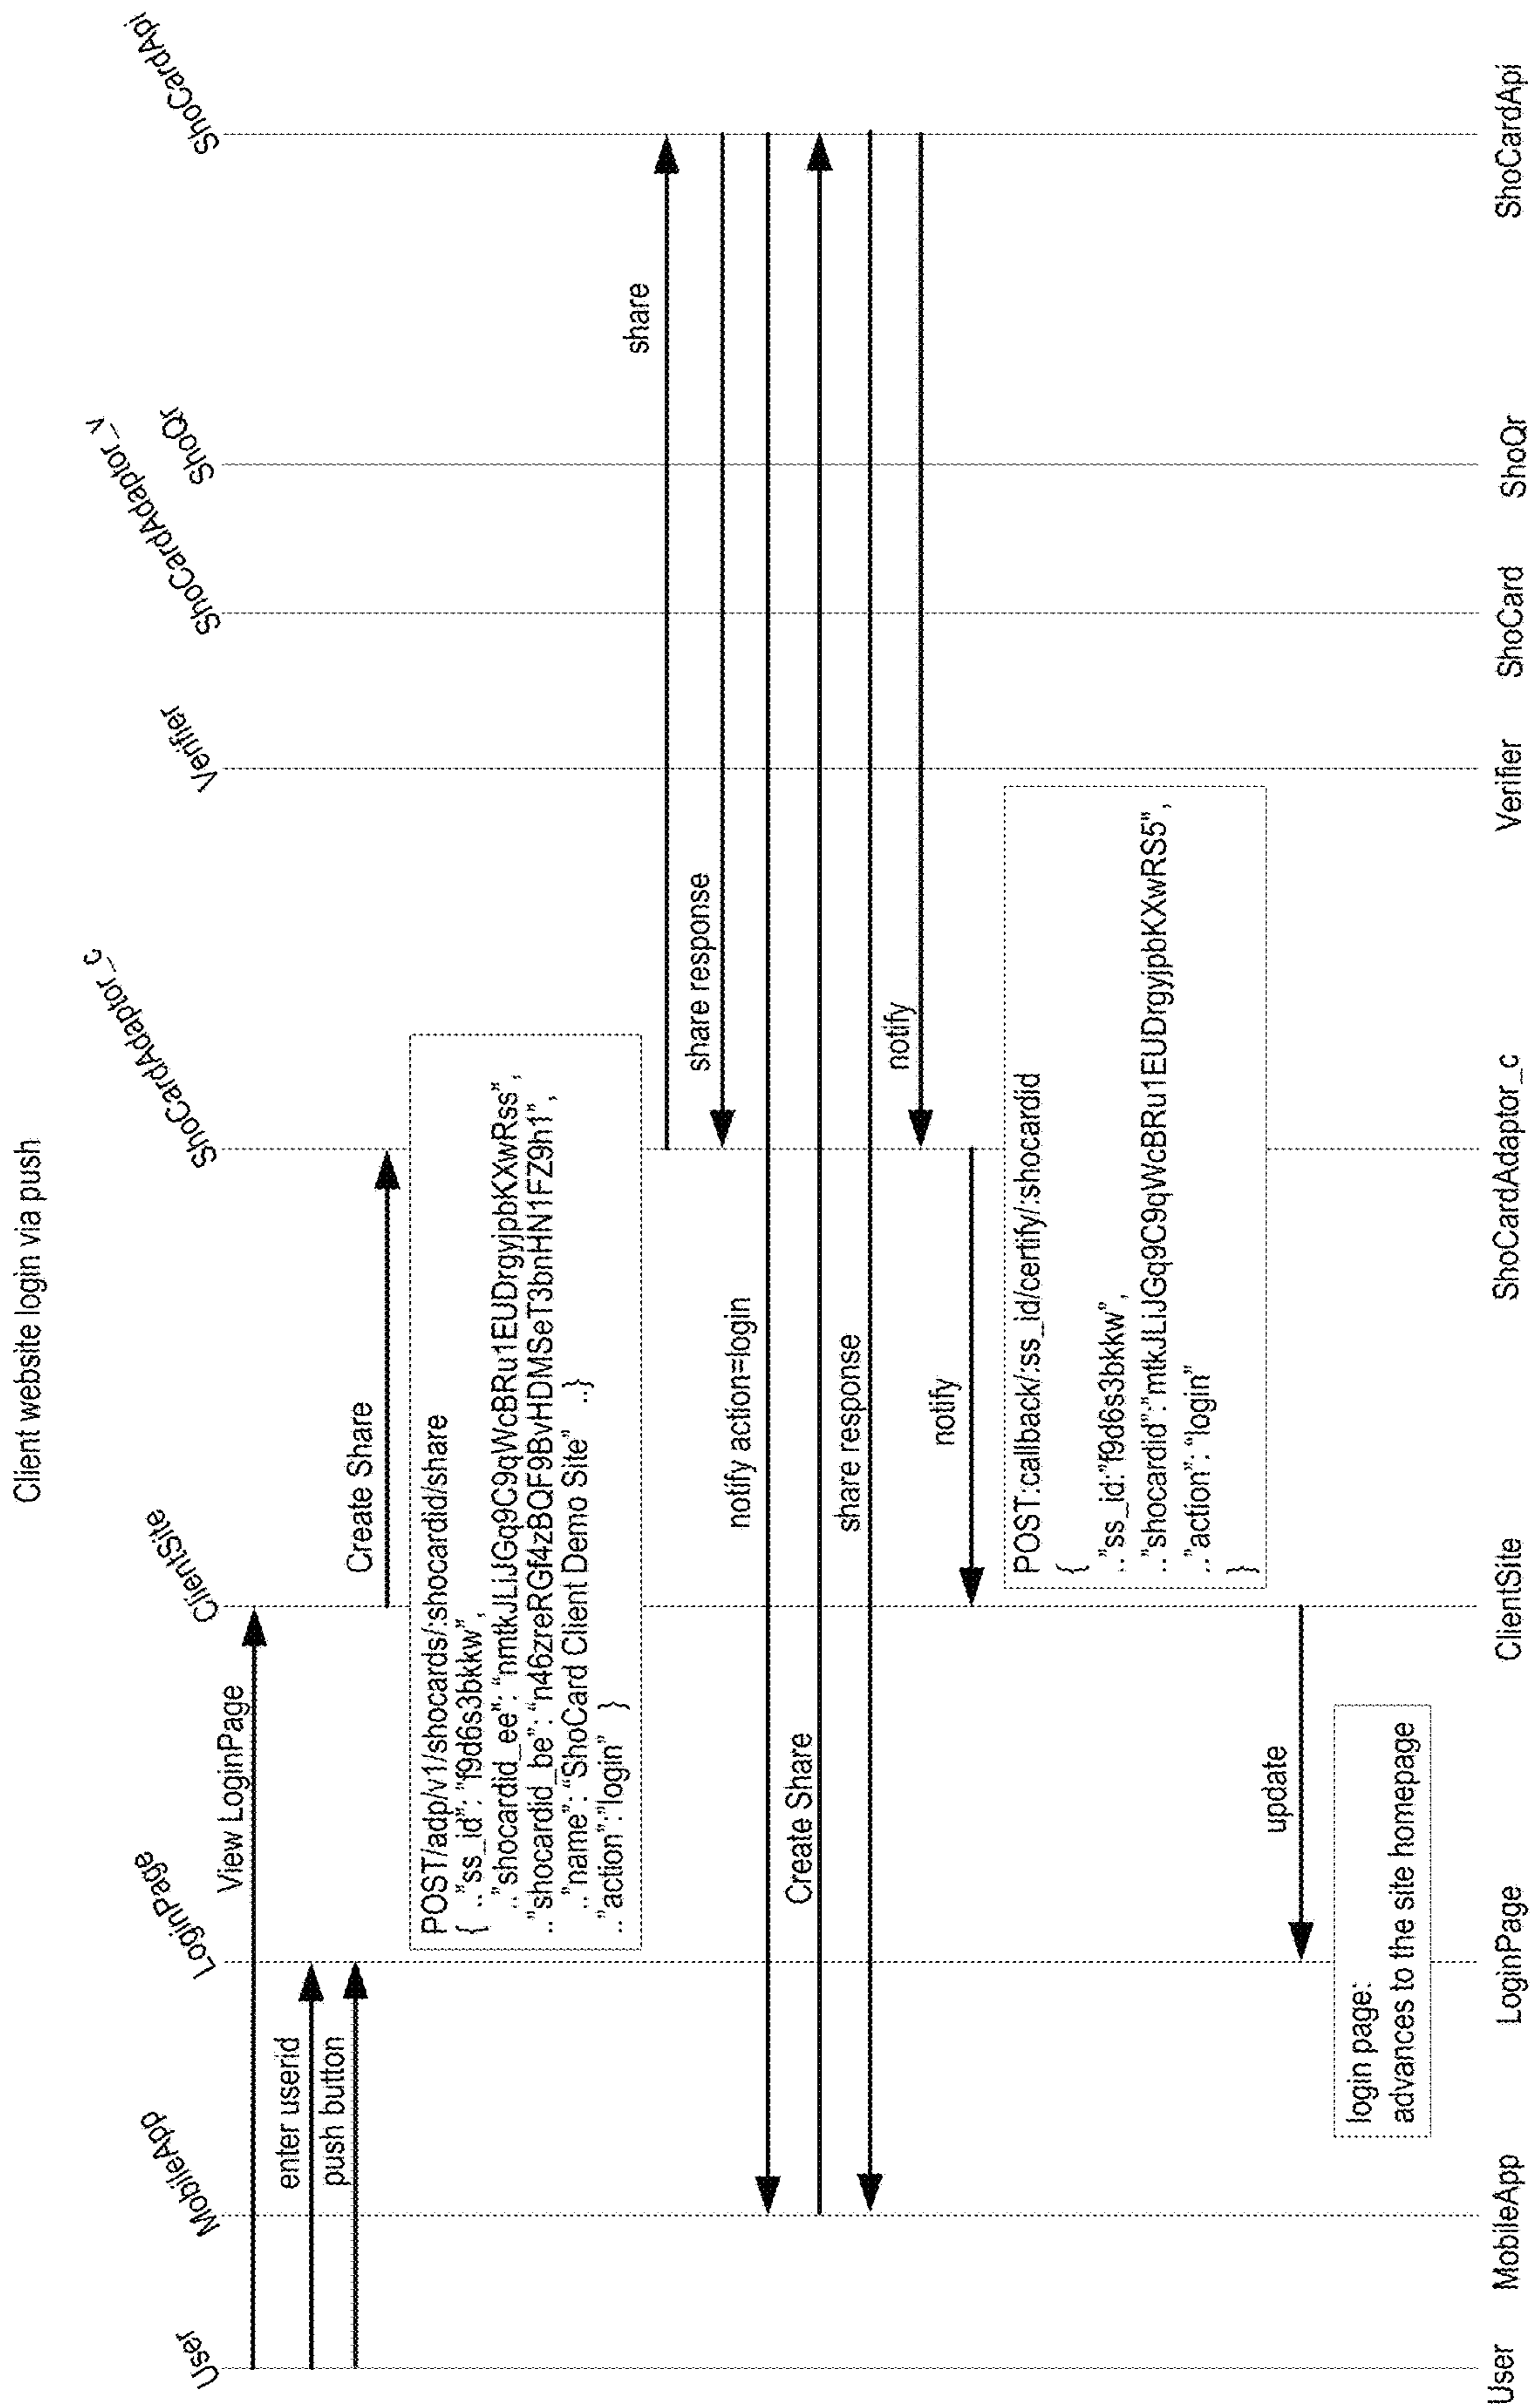 Client website login via push
User
MobileApp
LoginPage
ClientSite
ShoCardAdaptor_c
Verifier
ShoCardAdaptor_v
ShoQr
ShoCardApi
View LoginPage
enter userid
push button
Create Share
POST/adp/v1/shocards/:shocardid/share
{ .."ss_id": "f9d6s3bkkw",
.."shocardid_ee": "nmtkJLiJGq9C9qWcBRu1EUDrgyjpbKXwRss",
.."shocardid_be": "n46zreRGf4zBQF9BvHDMSeT3bnHN1FZ9h1",
.."name": "ShoCard Client Demo Site" ..}
.."action":"login" }
share
share response
notify action=login
Create Share
share response
notify
notify
POST:callback/:ss_id/certify/:shocardid
{
.."ss_id:"f9d6s3bkkw",
.."shocardid":"mtkJLiJGq9C9qWcBRu1EUDrgyjpbKXwRS5",
.."action": "login"
}
update
login page:
advances to the site homepage
User
MobileApp
LoginPage
ClientSite
ShoCardAdaptor_c
Verifier
ShoCard
ShoQr
ShoCardApi